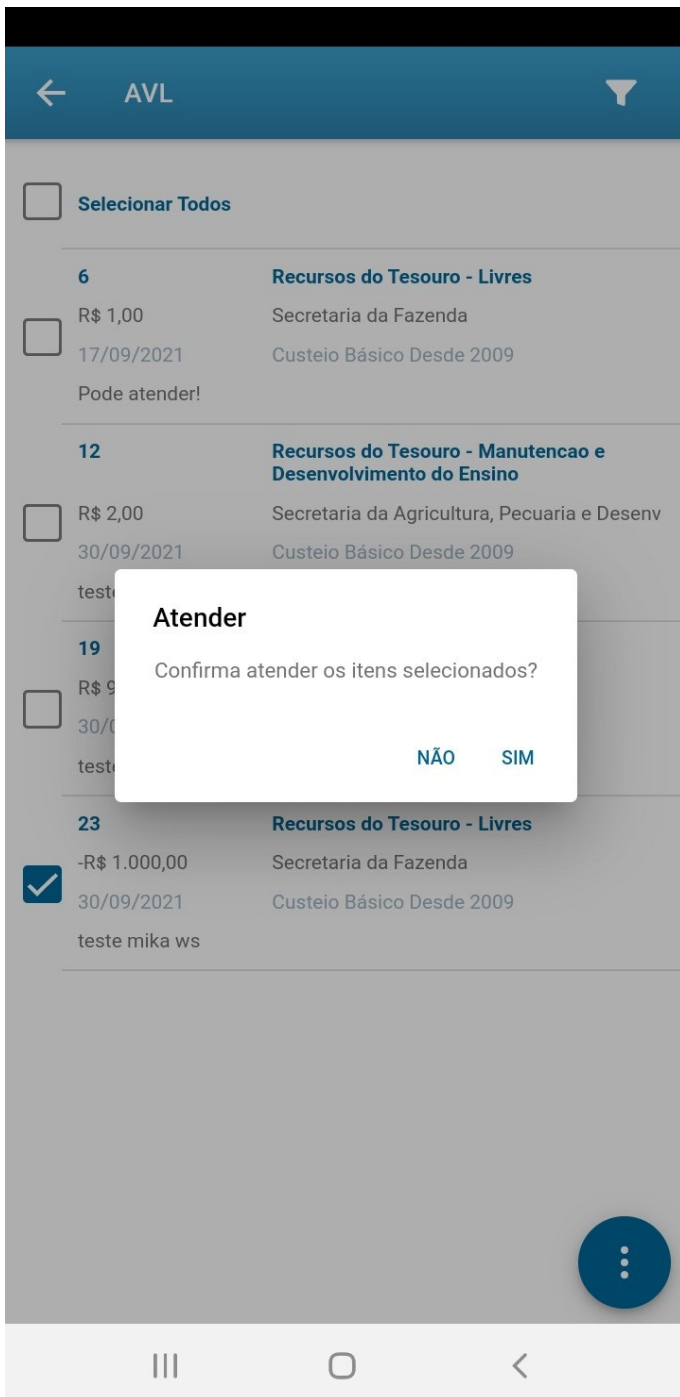 AVL
Selecionar Todos
6 Recursos do Tesouro - Livres
R$ 1,00 Secretaria da Fazenda
17/09/2021 Custeio Básico Desde 2009
Pode atender!
12 Recursos do Tesouro - Manutencao e
Desenvolvimento do Ensino
R$ 2,00 Secretaria da Agricultura, Pecuaria e Desenv
30/09/2021 Custeio Básico Desde 2009
Atender
Confirma atender os itens selecionados?
NÃO SIM
19
R$ 9
23 Recursos do Tesouro - Livres
-R$ 1.000,00 Secretaria da Fazenda
30/09/2021 Custeio Básico Desde 2009
teste mika ws